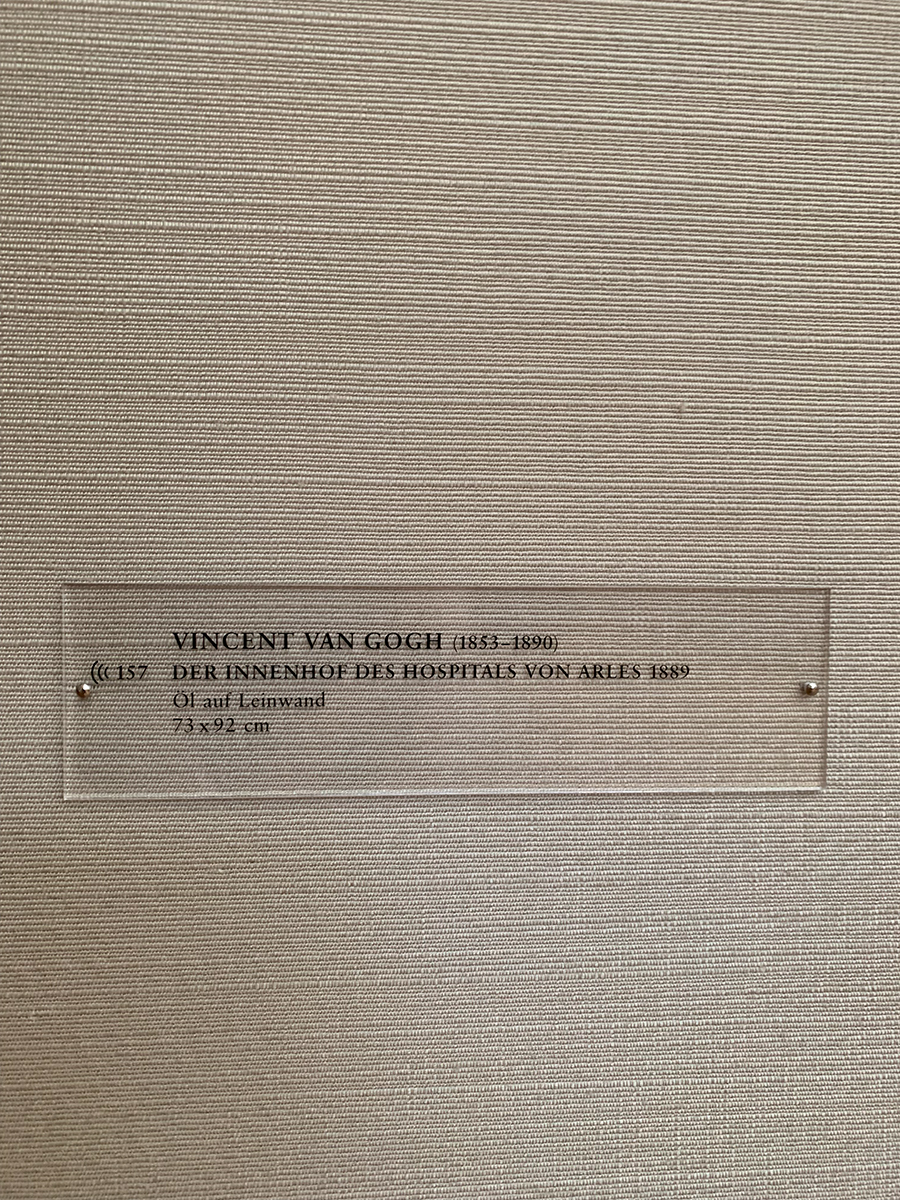 VINCENT VAN GOGH (1853–1890)
157 DER INNENHOF DES HOSPITALS VON ARLES 1889
Öl auf Leinwand
73 x 92 cm